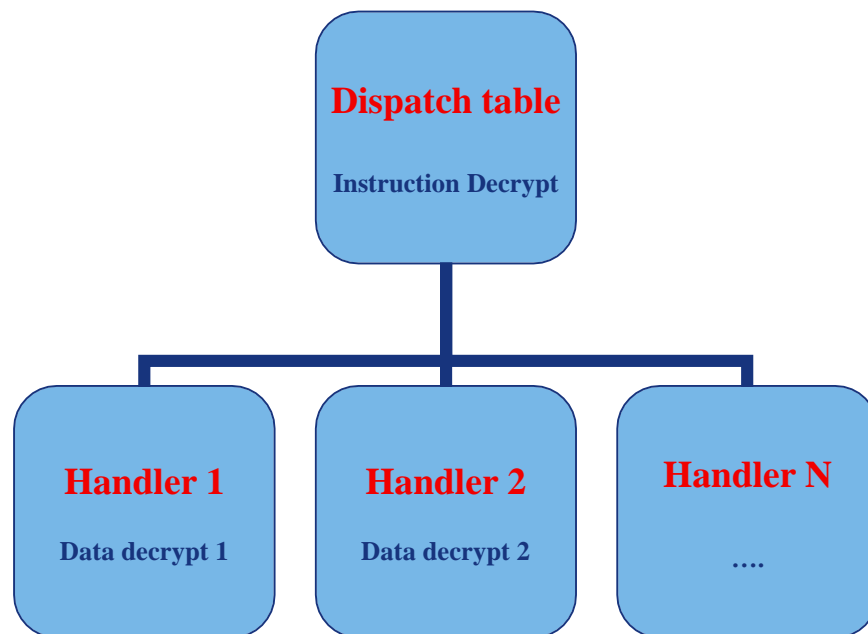 Dispatch table
Instruction Decrypt
Handler 1
Data decrypt 1
Handler 2
Data decrypt 2
Handler N
....